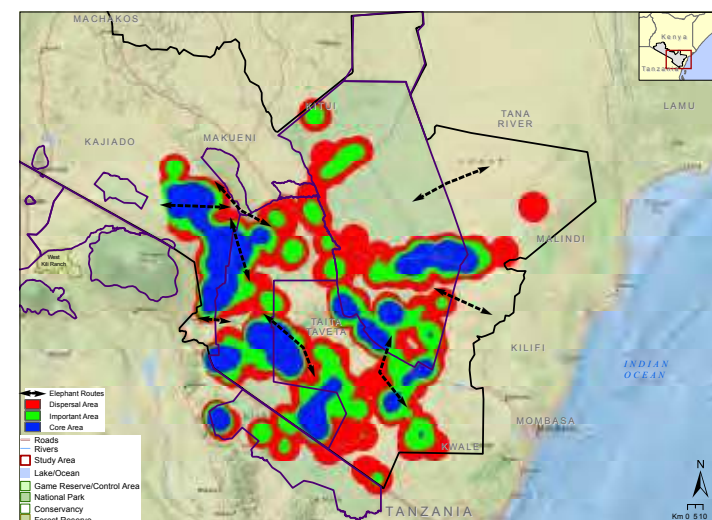 MACHAKOS
Kenya
Tanzania
KITUI
TANA
RIVER
LAMU
KAJIADO
MAKUENI
MALINDI
West
Kili Ranch
TAITA
TAVETA
KILIFI
INDIAN
OCEAN
Elephant Routes
Dispersal Area
Important Area
Core Area
MOMBASA
Roads
Rivers
Study Area
KWALE
Lake/Ocean
Game Reserve/Control Area
National Park
Conservancy
Forest Reserve
TANZANIA
N
Km 0 5 10